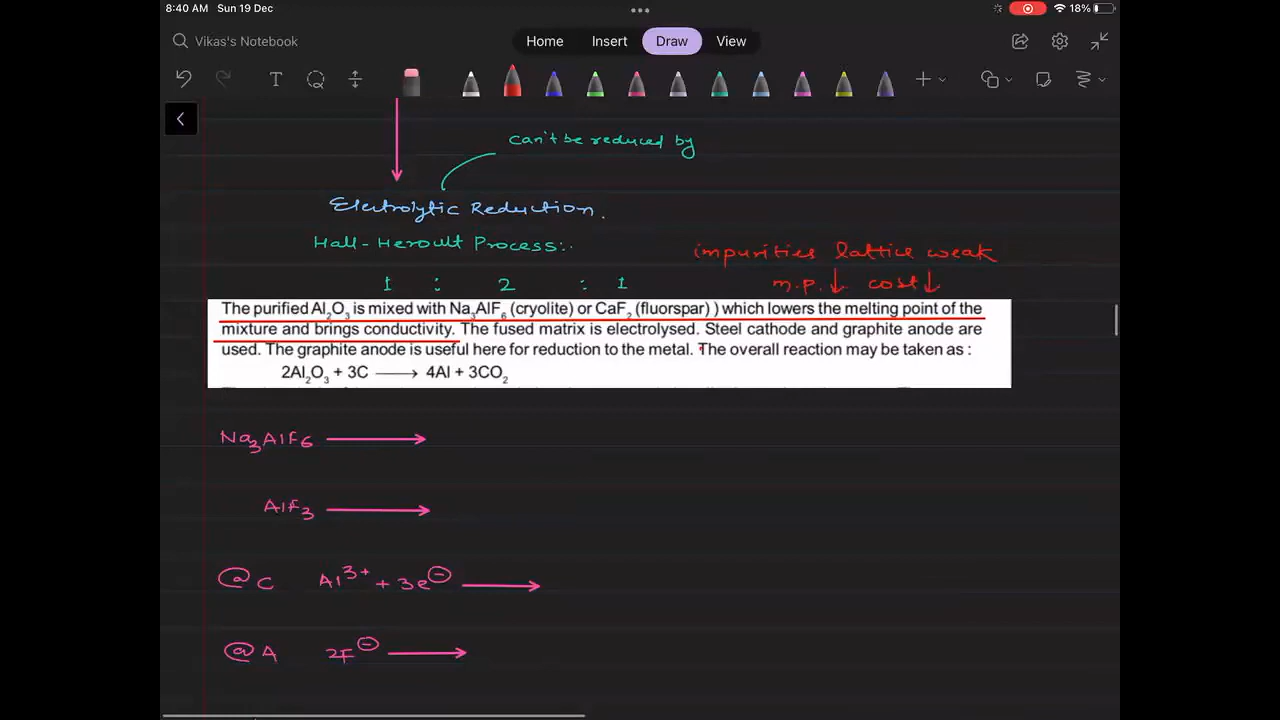 8:40 AM Sun 19 Dec
18%
Vikas's Notebook
Home Insert Draw View
can't be reduced by
Electrolytic Reduction.
Hall-Heroult Process:.
impurities lattice weak
1 : 2 : 1
m.p.↓ cost↓
The purified Al₂O₃ is mixed with Na₃AlF₆ (cryolite) or CaF₂ (fluorspar) ) which lowers the melting point of the
mixture and brings conductivity. The fused matrix is electrolysed. Steel cathode and graphite anode are
used. The graphite anode is useful here for reduction to the metal. The overall reaction may be taken as :
2Al₂O₃ + 3C ⟶ 4Al + 3CO₂
Na₃AlF₆ ⟶
AlF₃ ⟶
@ C Al³⁺ + 3e⊖ ⟶
@ A 2F⊖ ⟶